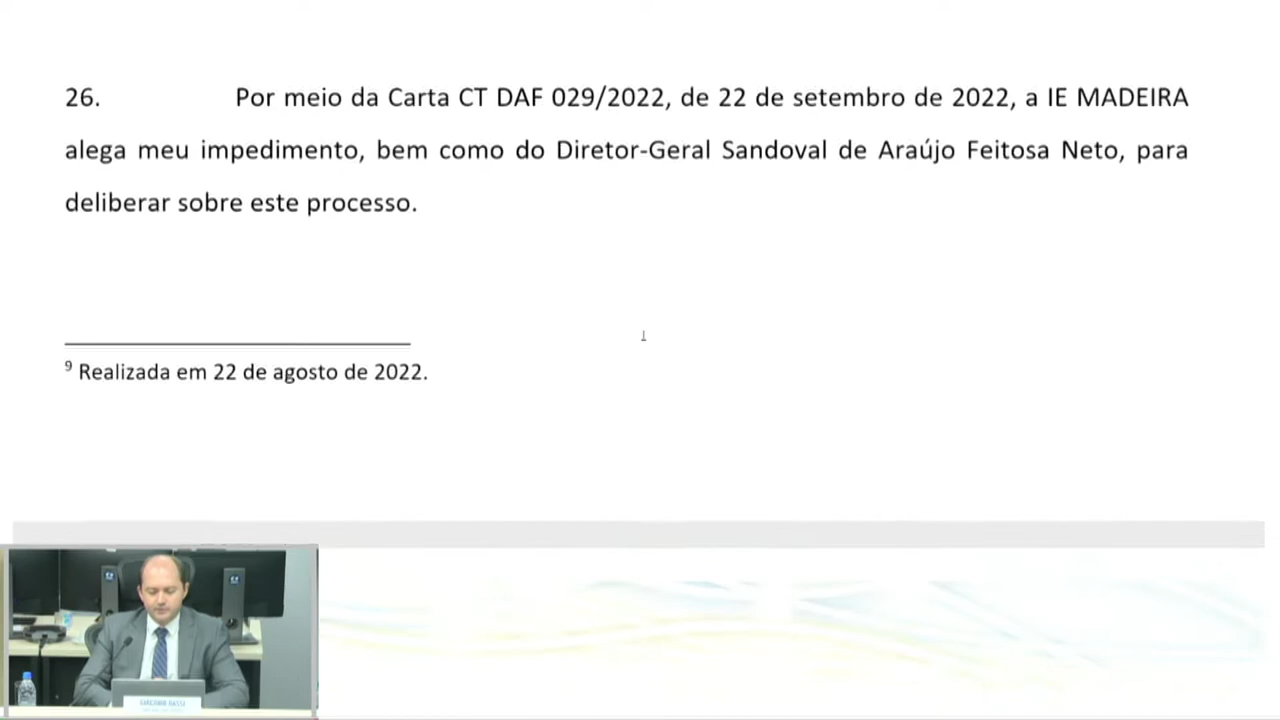 26. Por meio da Carta CT DAF 029/2022, de 22 de setembro de 2022, a IE MADEIRA
alega meu impedimento, bem como do Diretor-Geral Sandoval de Araújo Feitosa Neto, para
deliberar sobre este processo.
⁹ Realizada em 22 de agosto de 2022.